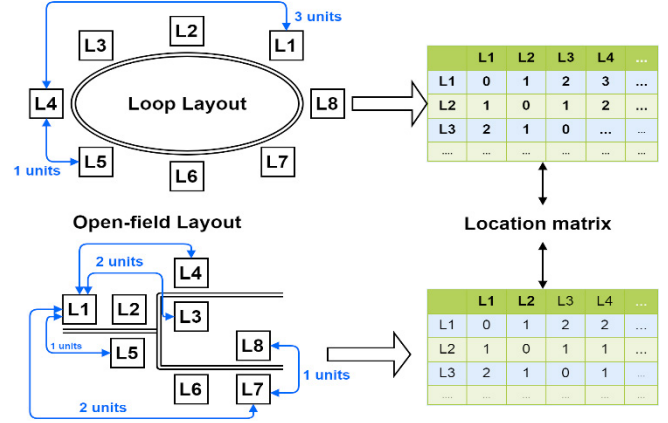 3 units
L2
L3
L1
L4
Loop Layout
L8
L5
L7
L6
1 units
L1 L2 L3 L4 ...
L1 0 1 2 3 ...
L2 1 0 1 2 ...
L3 2 1 0 ... ...
.... ... ... ... ...
Location matrix
Open-field Layout
2 units
L4
L1
L2
L3
1 units
L5
L8
L6
L7
1 units
2 units
L1 L2 L3 L4 ...
L1 0 1 2 2 ...
L2 1 0 1 1 ...
L3 2 1 0 1 ...
.... ... ... ... ...